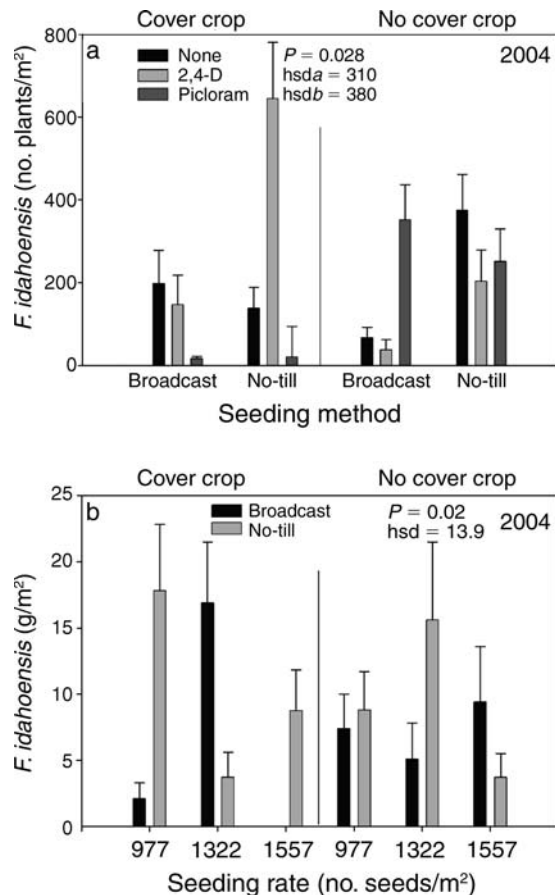 Cover crop No cover crop
a
None
2,4-D
Picloram
P = 0.028
hsda = 310
hsdb = 380
2004
F. idahoensis (no. plants/m²)
800
600
400
200
0
Broadcast No-till Broadcast No-till
Seeding method
Cover crop No cover crop
b
Broadcast
No-till
P = 0.02
hsd = 13.9
2004
F. idahoensis (g/m²)
25
20
15
10
5
0
977 1322 1557 977 1322 1557
Seeding rate (no. seeds/m²)